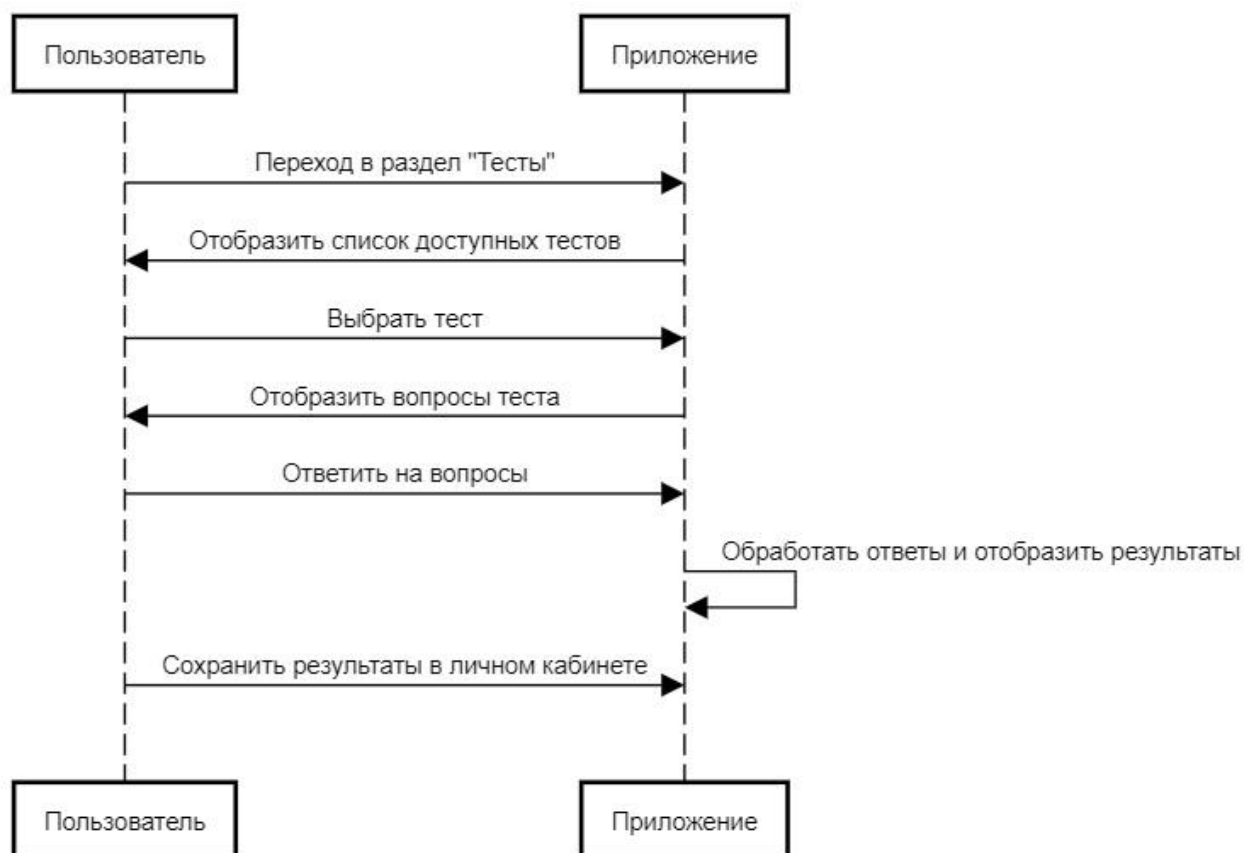 Пользователь
Приложение
Переход в раздел "Тесты"
Отобразить список доступных тестов
Выбрать тест
Отобразить вопросы теста
Ответить на вопросы
Обработать ответы и отобразить результаты
Сохранить результаты в личном кабинете
Пользователь
Приложение